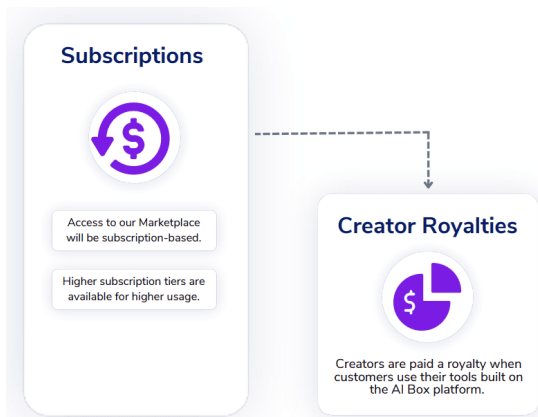 Subscriptions
$
Access to our Marketplace
will be subscription-based.
Higher subscription tiers are
available for higher usage.
Creator Royalties
$
Creators are paid a royalty when
customers use their tools built on
the AI Box platform.